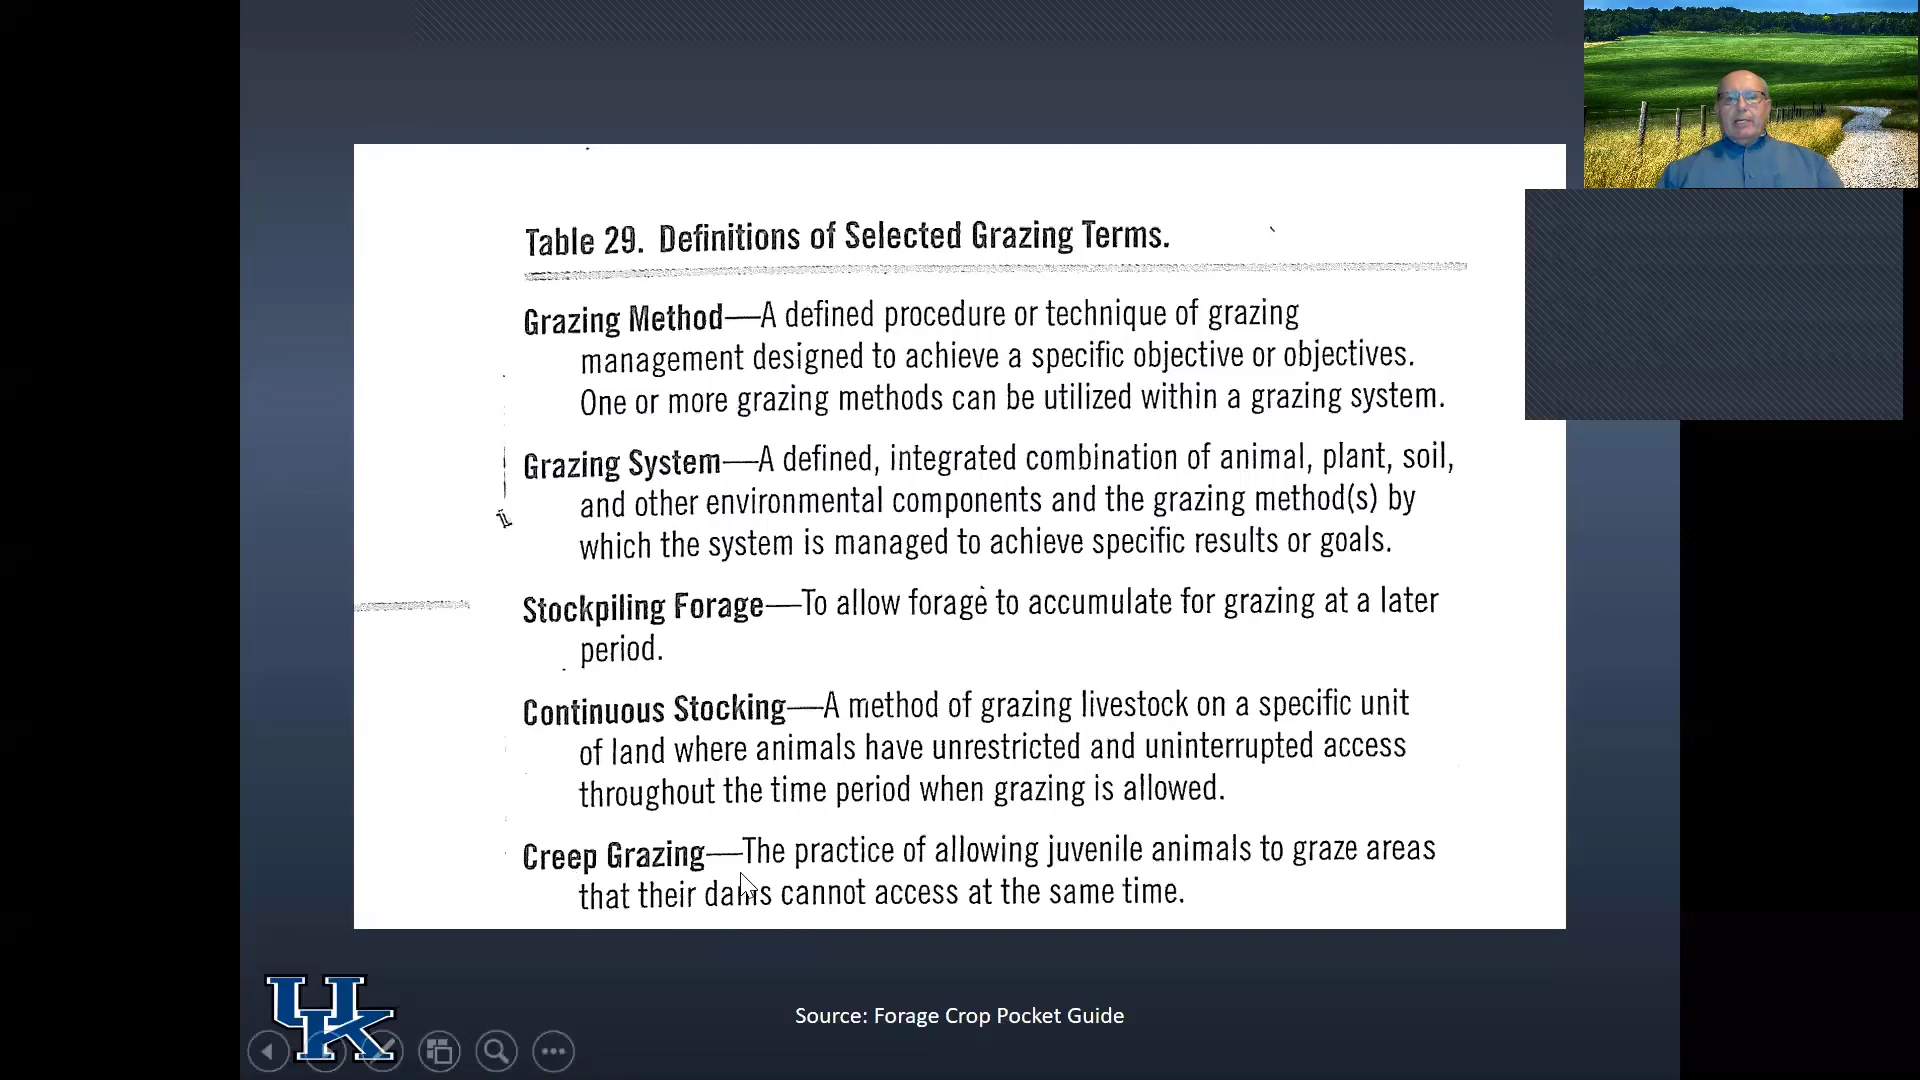 Table 29. Definitions of Selected Grazing Terms.
Grazing Method—A defined procedure or technique of grazing
management designed to achieve a specific objective or objectives.
One or more grazing methods can be utilized within a grazing system.
Grazing System—A defined, integrated combination of animal, plant, soil,
and other environmental components and the grazing method(s) by
which the system is managed to achieve specific results or goals.
Stockpiling Forage—To allow forage to accumulate for grazing at a later
period.
Continuous Stocking—A method of grazing livestock on a specific unit
of land where animals have unrestricted and uninterrupted access
throughout the time period when grazing is allowed.
Creep Grazing—The practice of allowing juvenile animals to graze areas
that their dams cannot access at the same time.
UK
Source: Forage Crop Pocket Guide